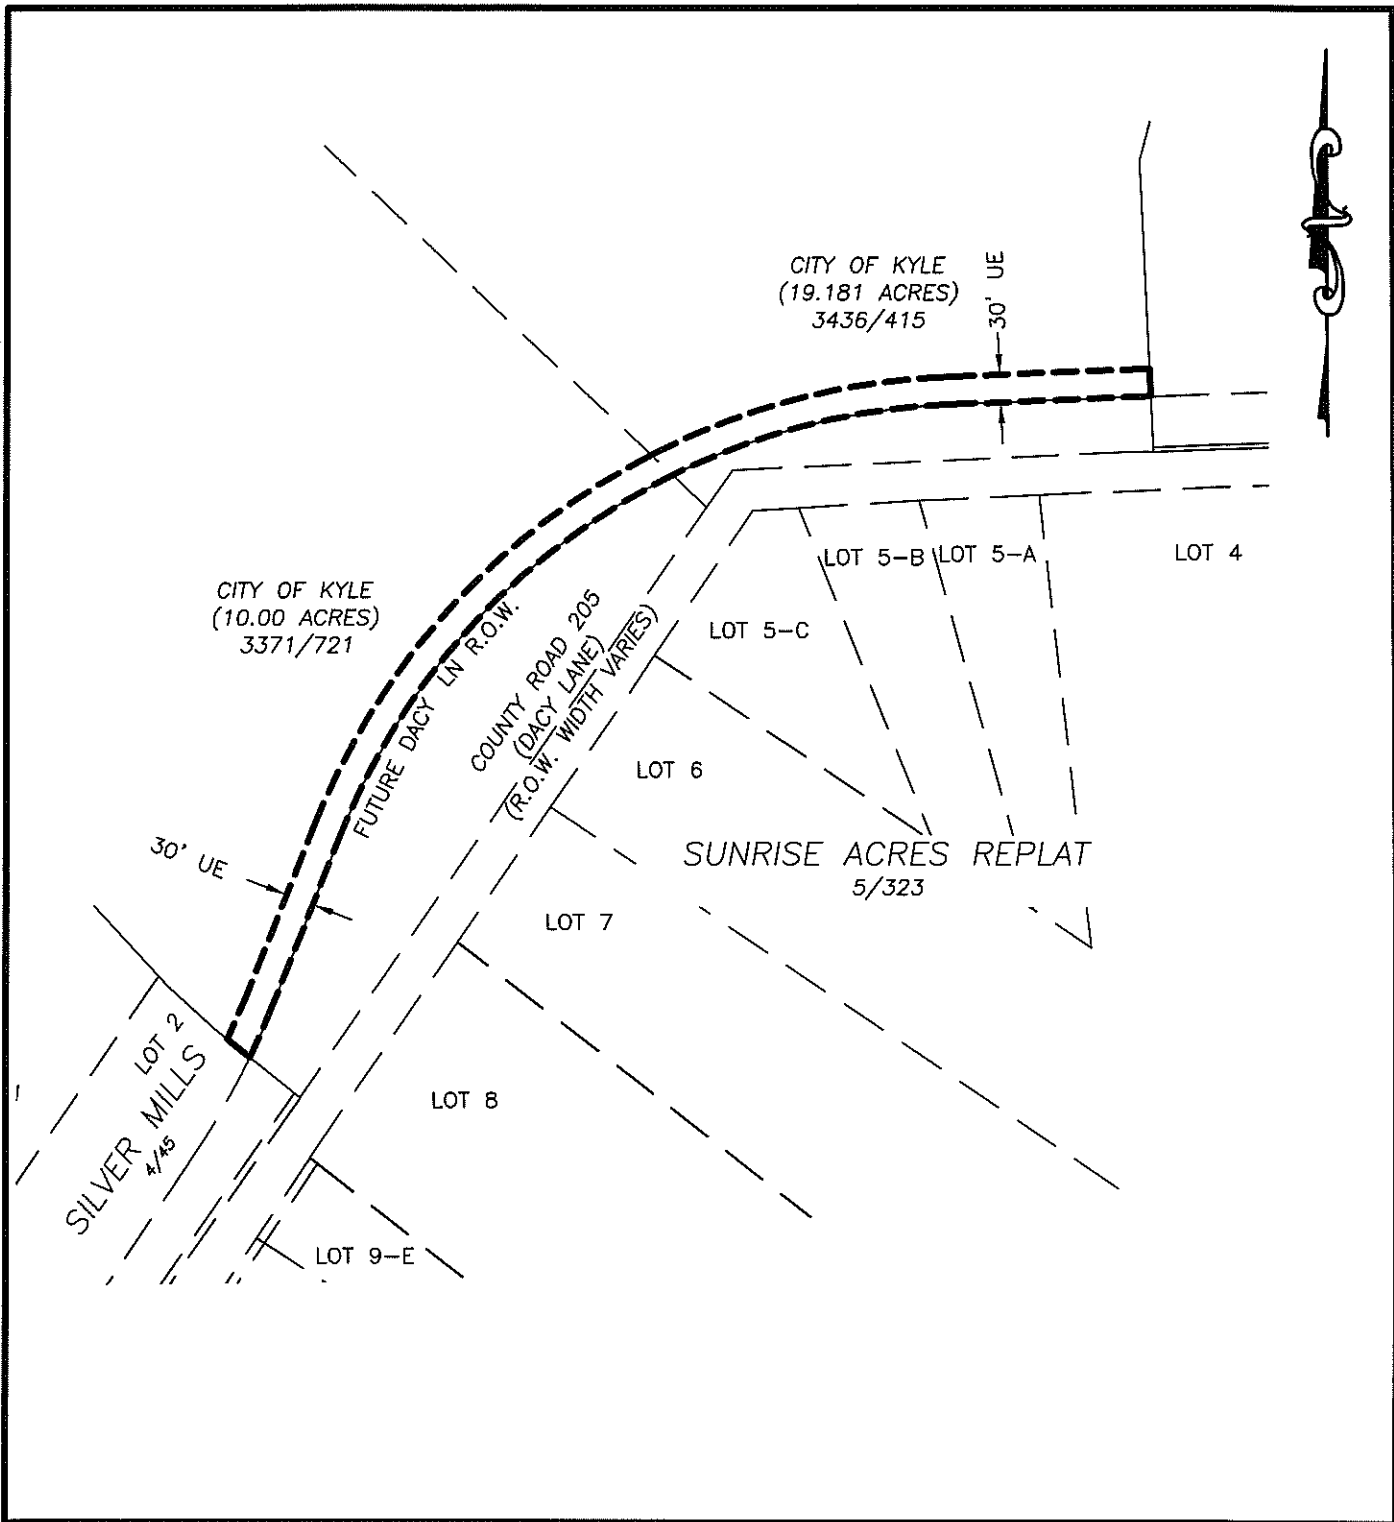 CITY OF KYLE
(19.181 ACRES)
3436/415
30' UE
LOT 5-B
LOT 5-A
LOT 4
CITY OF KYLE
(10.00 ACRES)
3371/721
LOT 5-C
FUTURE DACY LN R.O.W.
COUNTY ROAD 205
(DACY LANE)
(R.O.W. WIDTH VARIES)
LOT 6
30' UE
SUNRISE ACRES REPLAT
5/323
LOT 7
LOT 2
SILVER MILLS
4/45
LOT 8
LOT 9-E